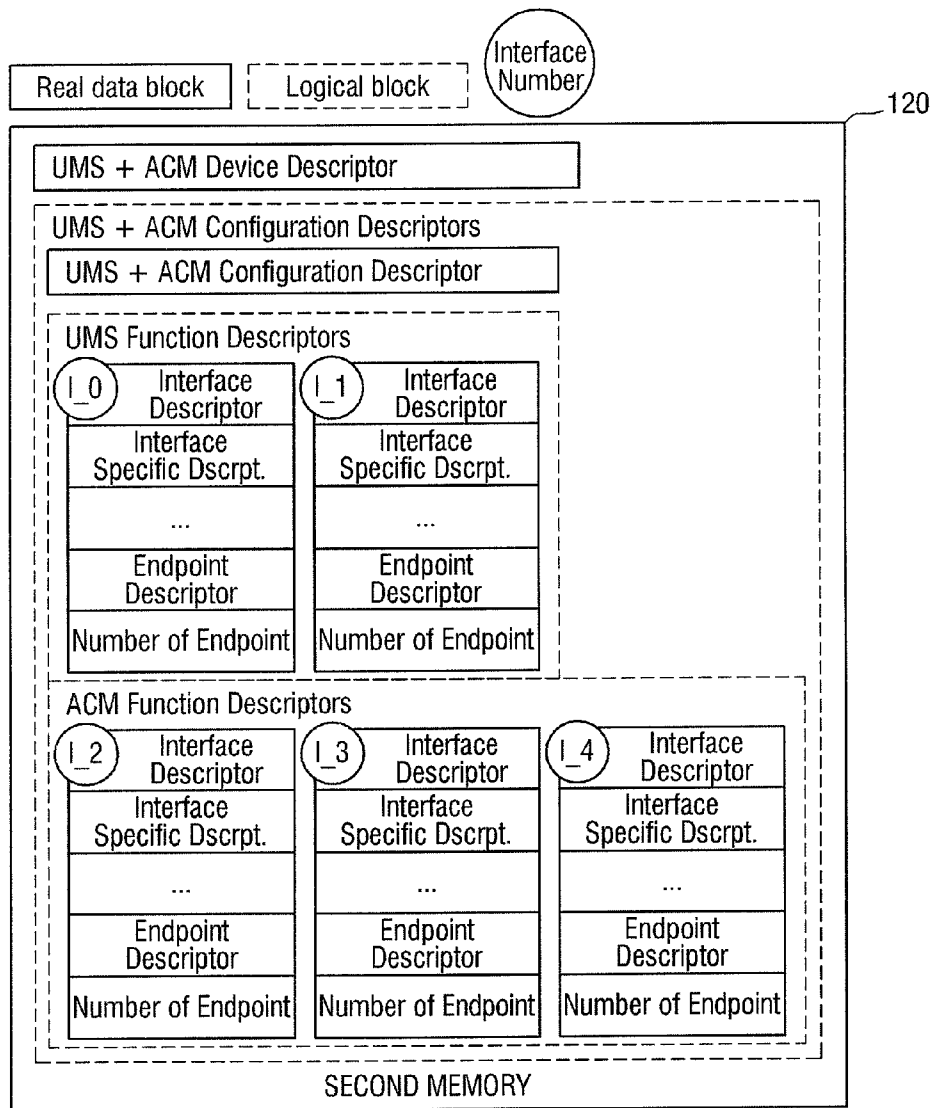 Real data block
Logical block
Interface
Number
120
UMS + ACM Device Descriptor
UMS + ACM Configuration Descriptors
UMS + ACM Configuration Descriptor
UMS Function Descriptors
I_0
Interface
Descriptor
Interface
Specific Dscrpt.
...
Endpoint
Descriptor
Number of Endpoint
I_1
Interface
Descriptor
Interface
Specific Dscrpt.
...
Endpoint
Descriptor
Number of Endpoint
ACM Function Descriptors
I_2
Interface
Descriptor
Interface
Specific Dscrpt.
...
Endpoint
Descriptor
Number of Endpoint
I_3
Interface
Descriptor
Interface
Specific Dscrpt.
...
Endpoint
Descriptor
Number of Endpoint
I_4
Interface
Descriptor
Interface
Specific Dscrpt.
...
Endpoint
Descriptor
Number of Endpoint
SECOND MEMORY